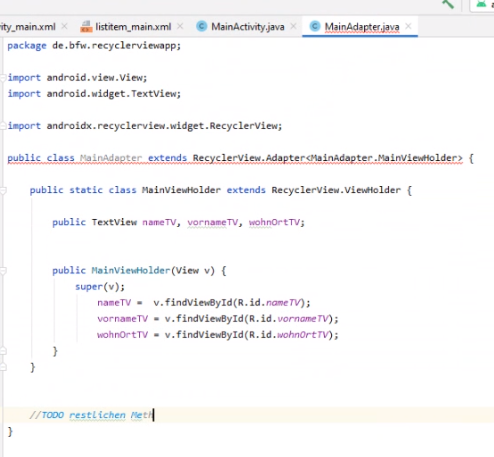 ity_main.xml listitem_main.xml MainActivity.java MainAdapter.java
package de.bfw.recyclerviewapp;
import android.view.View;
import android.widget.TextView;
import androidx.recyclerview.widget.RecyclerView;
public class MainAdapter extends RecyclerView.Adapter<MainAdapter.MainViewHolder> {
public static class MainViewHolder extends RecyclerView.ViewHolder {
public TextView nameTV, vornameTV, wohnOrtTV;
public MainViewHolder(View v) {
super(v);
nameTV = v.findViewById(R.id.nameTV);
vornameTV = v.findViewById(R.id.vornameTV);
wohnOrtTV = v.findViewById(R.id.wohnOrtTV);
}
}
//TODO restlichen Meth
}